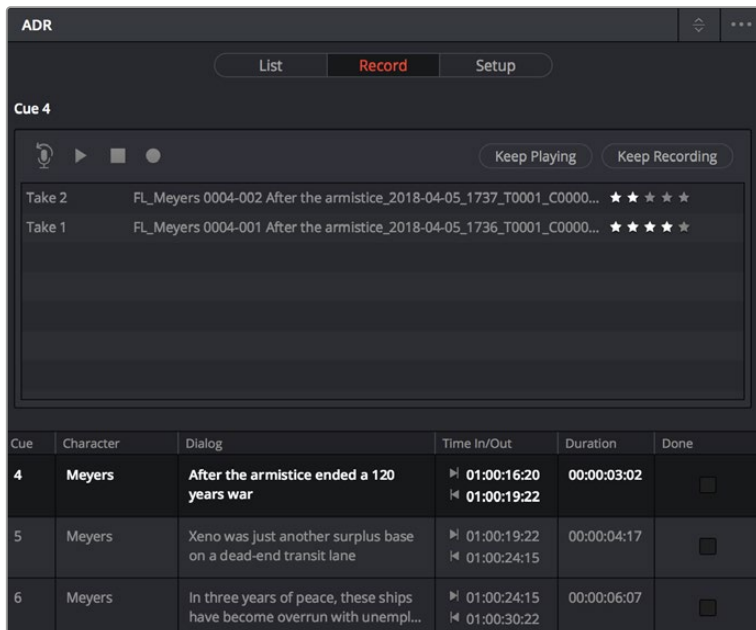 ADR
List Record Setup
Cue 4
Keep Playing Keep Recording
Take 2 FL_Meyers 0004-002 After the armistice_2018-04-05_1737_T0001_C0000...
Take 1 FL_Meyers 0004-001 After the armistice_2018-04-05_1736_T0001_C0000...
Cue Character Dialog Time In/Out Duration Done
4 Meyers After the armistice ended a 120 01:00:16:20 00:00:03:02
years war 01:00:19:22
5 Meyers Xeno was just another surplus base 01:00:19:22 00:00:04:17
on a dead-end transit lane 01:00:24:15
6 Meyers In three years of peace, these ships 01:00:24:15 00:00:06:07
have become overrun with unempl... 01:00:30:22